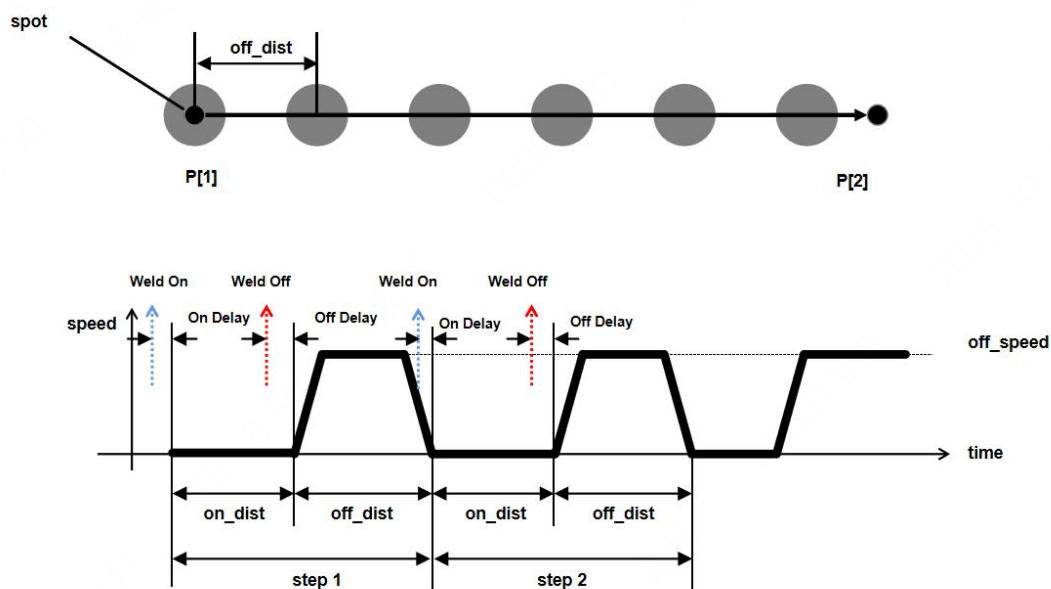 spot
off_dist
P[1]
P[2]
Weld On
Weld Off
Weld On
Weld Off
speed
On Delay
Off Delay
On Delay
Off Delay
off_speed
time
on_dist
off_dist
on_dist
off_dist
step 1
step 2